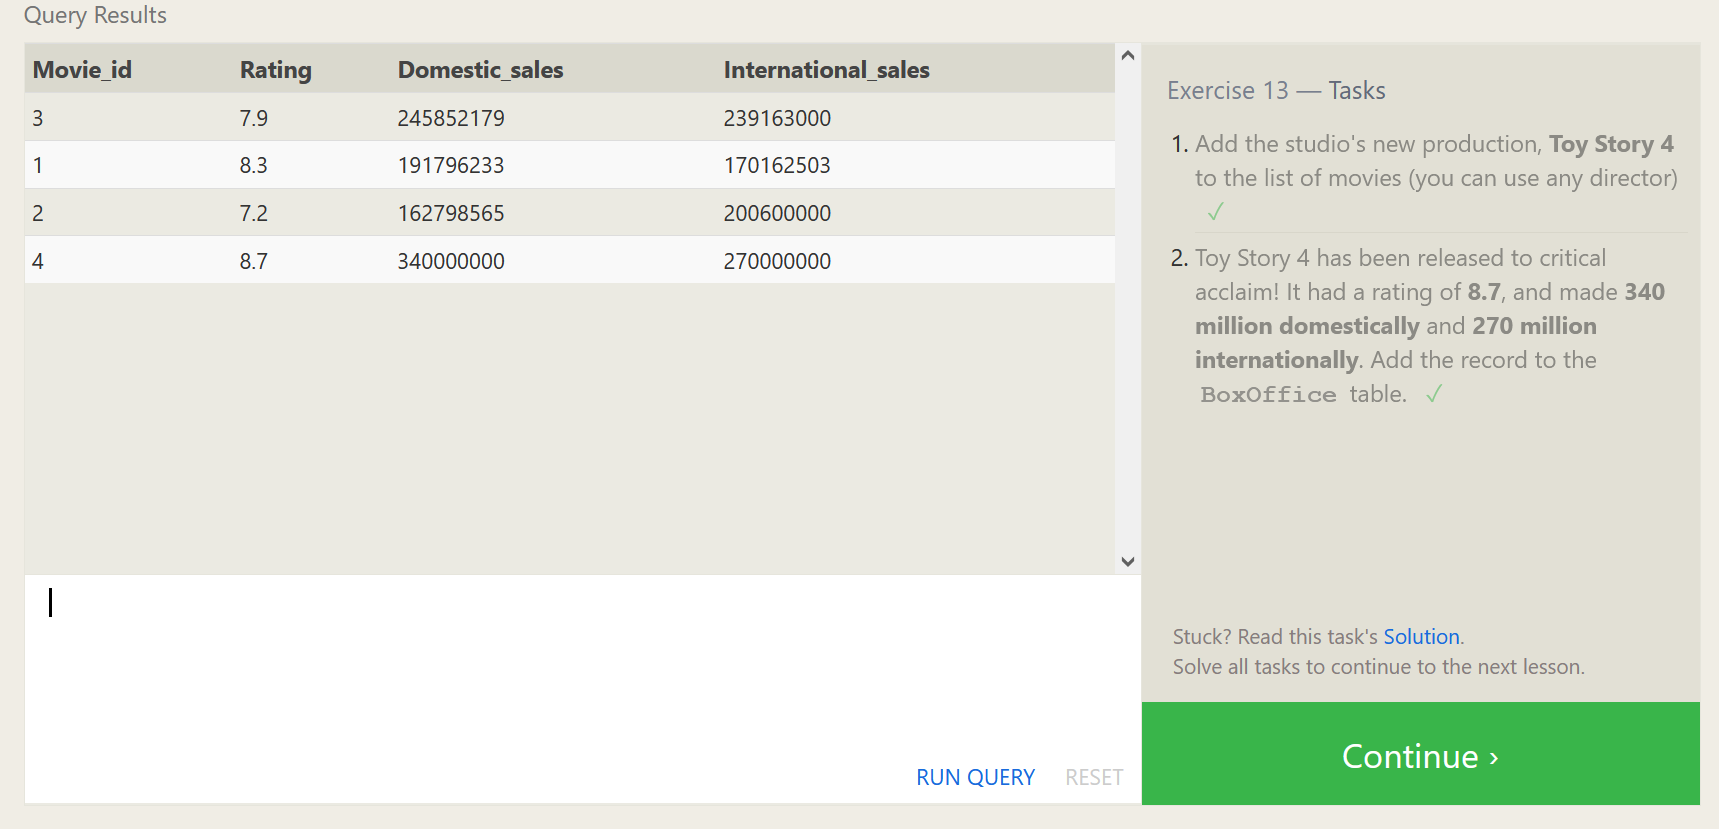 Query Results
Movie_id Rating Domestic_sales International_sales
3 7.9 245852179 239163000
1 8.3 191796233 170162503
2 7.2 162798565 200600000
4 8.7 340000000 270000000
RUN QUERY RESET
Exercise 13 — Tasks
1. Add the studio's new production, Toy Story 4
to the list of movies (you can use any director)
✓
2. Toy Story 4 has been released to critical
acclaim! It had a rating of 8.7, and made 340
million domestically and 270 million
internationally. Add the record to the
BoxOffice table. ✓
Stuck? Read this task's Solution.
Solve all tasks to continue to the next lesson.
Continue ›